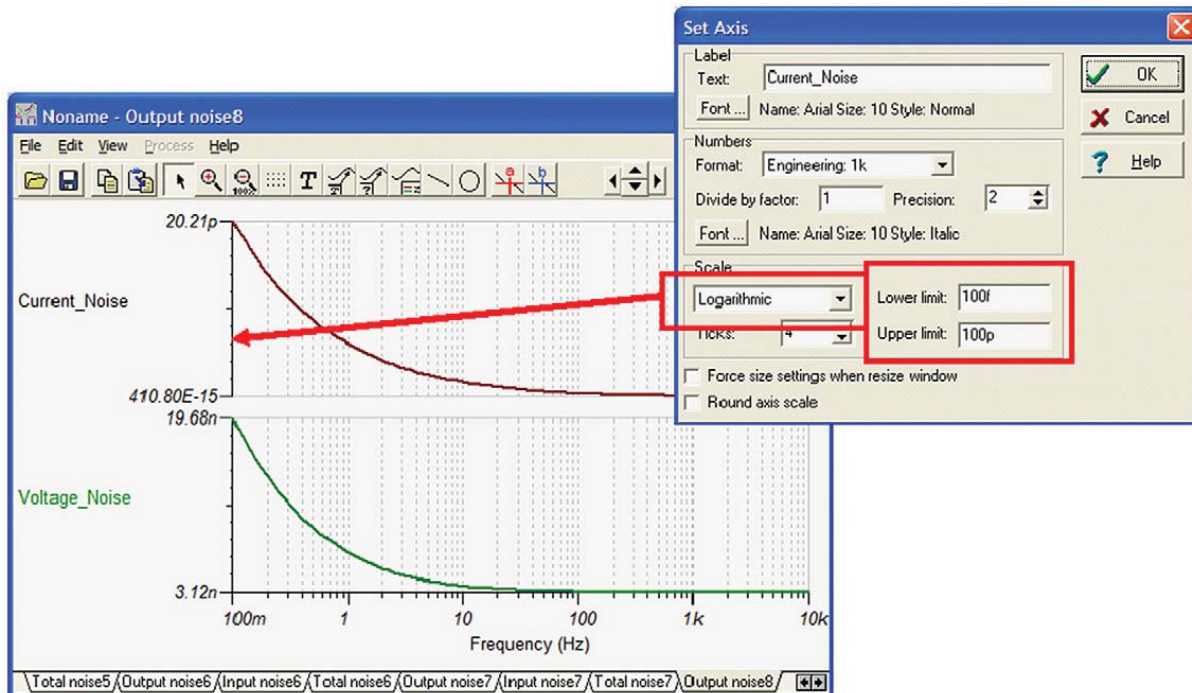 Set Axis
Label
Text: Current_Noise
Font ... Name: Arial Size: 10 Style: Normal
Numbers
Format: Engineering: 1k
Divide by factor: 1 Precision: 2
Font ... Name: Arial Size: 10 Style: Italic
Scale
Logarithmic
Lower limit: 100f
Ticks: 4
Upper limit: 100p
Force size settings when resize window
Round axis scale
OK
Cancel
? Help
Noname - Output noise8
File Edit View Process Help
100%
T
a b
20.21p
Current_Noise
410.80E-15
19.68n
Voltage_Noise
3.12n
100m 1 10 100 1k 10k
Frequency (Hz)
Total noise5 Output noise6 Input noise6 Total noise6 Output noise7 Input noise7 Total noise7 Output noise8